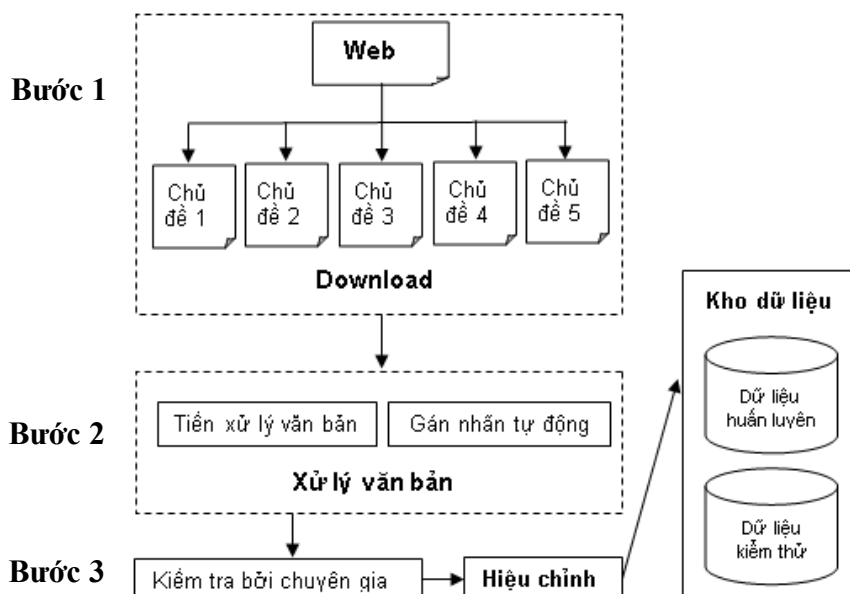 Bước 1
Web
Chủ
đề 1
Chủ
đề 2
Chủ
đề 3
Chủ
đề 4
Chủ
đề 5
Download
Bước 2
Tiền xử lý văn bản
Gán nhãn tự động
Xử lý văn bản
Bước 3
Kiểm tra bởi chuyên gia
Hiệu chỉnh
Kho dữ liệu
Dữ liệu
huấn luyên
Dữ liệu
kiểm thử